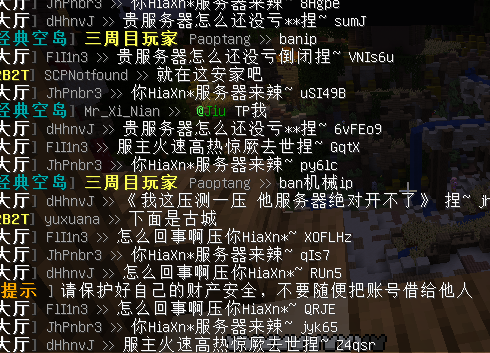 大厅] JhPnbr3 >> 你HiaXn*服务器来辣~ 8Hgpe
大厅] dHhnvJ >> 贵服务器怎么还没亏**捏~ sumJ
经典空岛] 三周目玩家 Paoptang >> banip
大厅] FlI1n3 >> 贵服务器怎么还没亏倒闭捏~ VNIs6u
2B2T] SCPNotfound >> 就在这安家吧
大厅] JhPnbr3 >> 你HiaXn*服务器来辣~ uSI49B
经典空岛] Mr_Xi_Nian >> @Jiu TP我
大厅] dHhnvJ >> 贵服务器怎么还没亏**捏~ 6vFEo9
大厅] FlI1n3 >> 服主火速高热惊厥去世捏~ GqtX
大厅] JhPnbr3 >> 你HiaXn*服务器来辣~ py6lc
经典空岛] 三周目玩家 Paoptang >> ban机械ip
大厅] dHhnvJ >> 《我这压测一压 他服务器绝对开不了》 捏~ jh
2B2T] yuxuana >> 下面是古城
大厅] FlI1n3 >> 怎么回事啊压你HiaXn*~ XOFLHz
大厅] JhPnbr3 >> 你HiaXn*服务器来辣~ qIs7
大厅] dHhnvJ >> 怎么回事啊压你HiaXn*~ RUn5
提示 ] 请保护好自己的财产安全，不要随便把账号借给他人
大厅] FlI1n3 >> 怎么回事啊压你HiaXn*~ QRJE
大厅] JhPnbr3 >> 你HiaXn*服务器来辣~ jyk65
大厅] dHhnvJ >> 服主火速高热惊厥去世捏~ Z4qsr